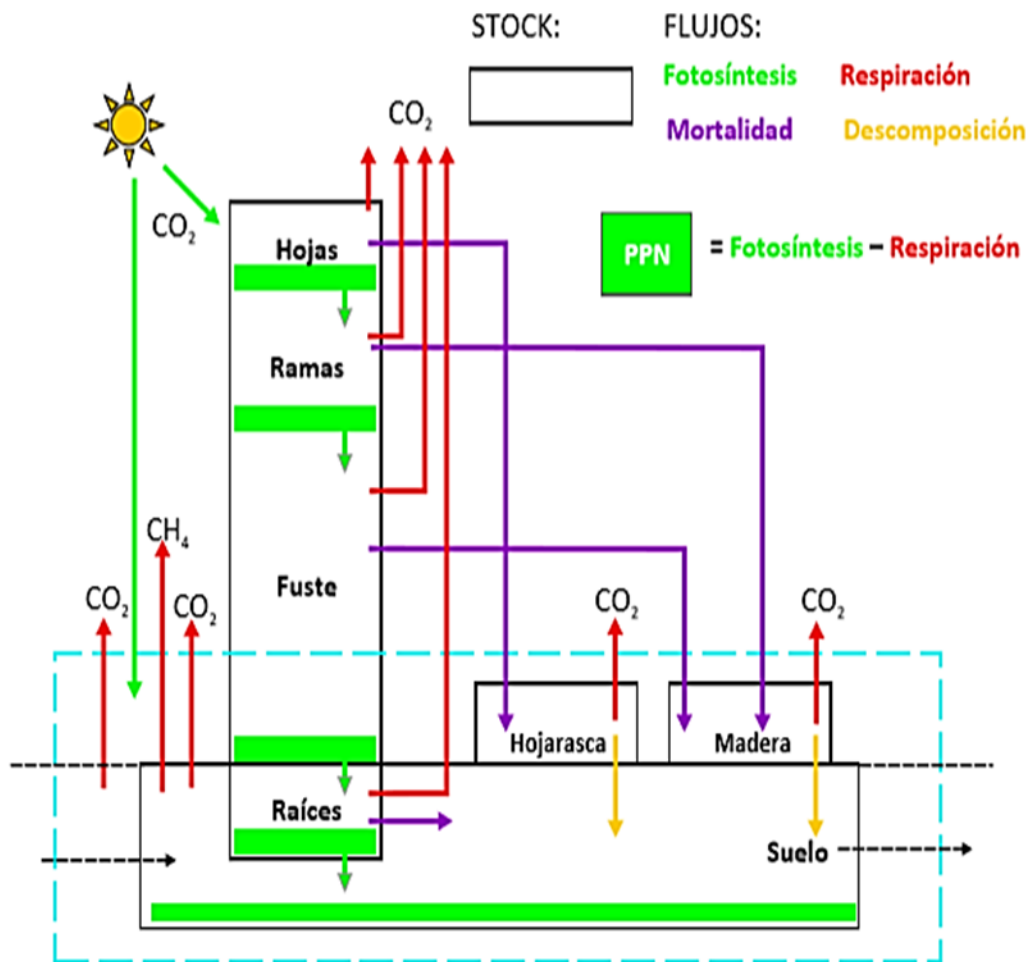 STOCK: FLUJOS:
Fotosíntesis Respiración
Mortalidad Descomposición
CO₂
CO₂
PPN = Fotosíntesis – Respiración
Hojas
Ramas
CH₄
Fuste
CO₂ CO₂ CO₂ CO₂
Hojarasca Madera
Raíces
Suelo